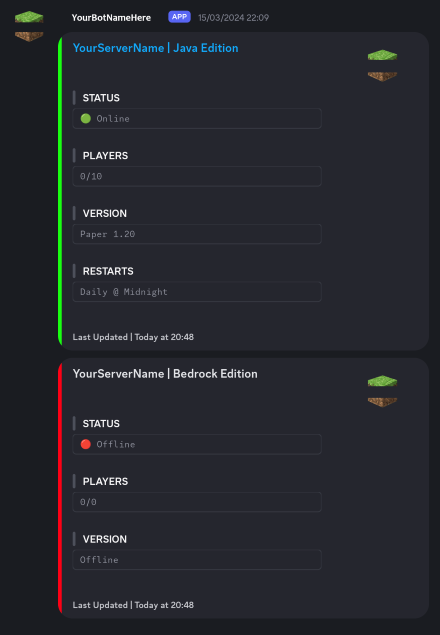 YourBotNameHere APP 15/03/2024 22:09
YourServerName | Java Edition
STATUS
Online
PLAYERS
0/10
VERSION
Paper 1.20
RESTARTS
Daily @ Midnight
Last Updated | Today at 20:48
YourServerName | Bedrock Edition
STATUS
Offline
PLAYERS
0/0
VERSION
Offline
Last Updated | Today at 20:48